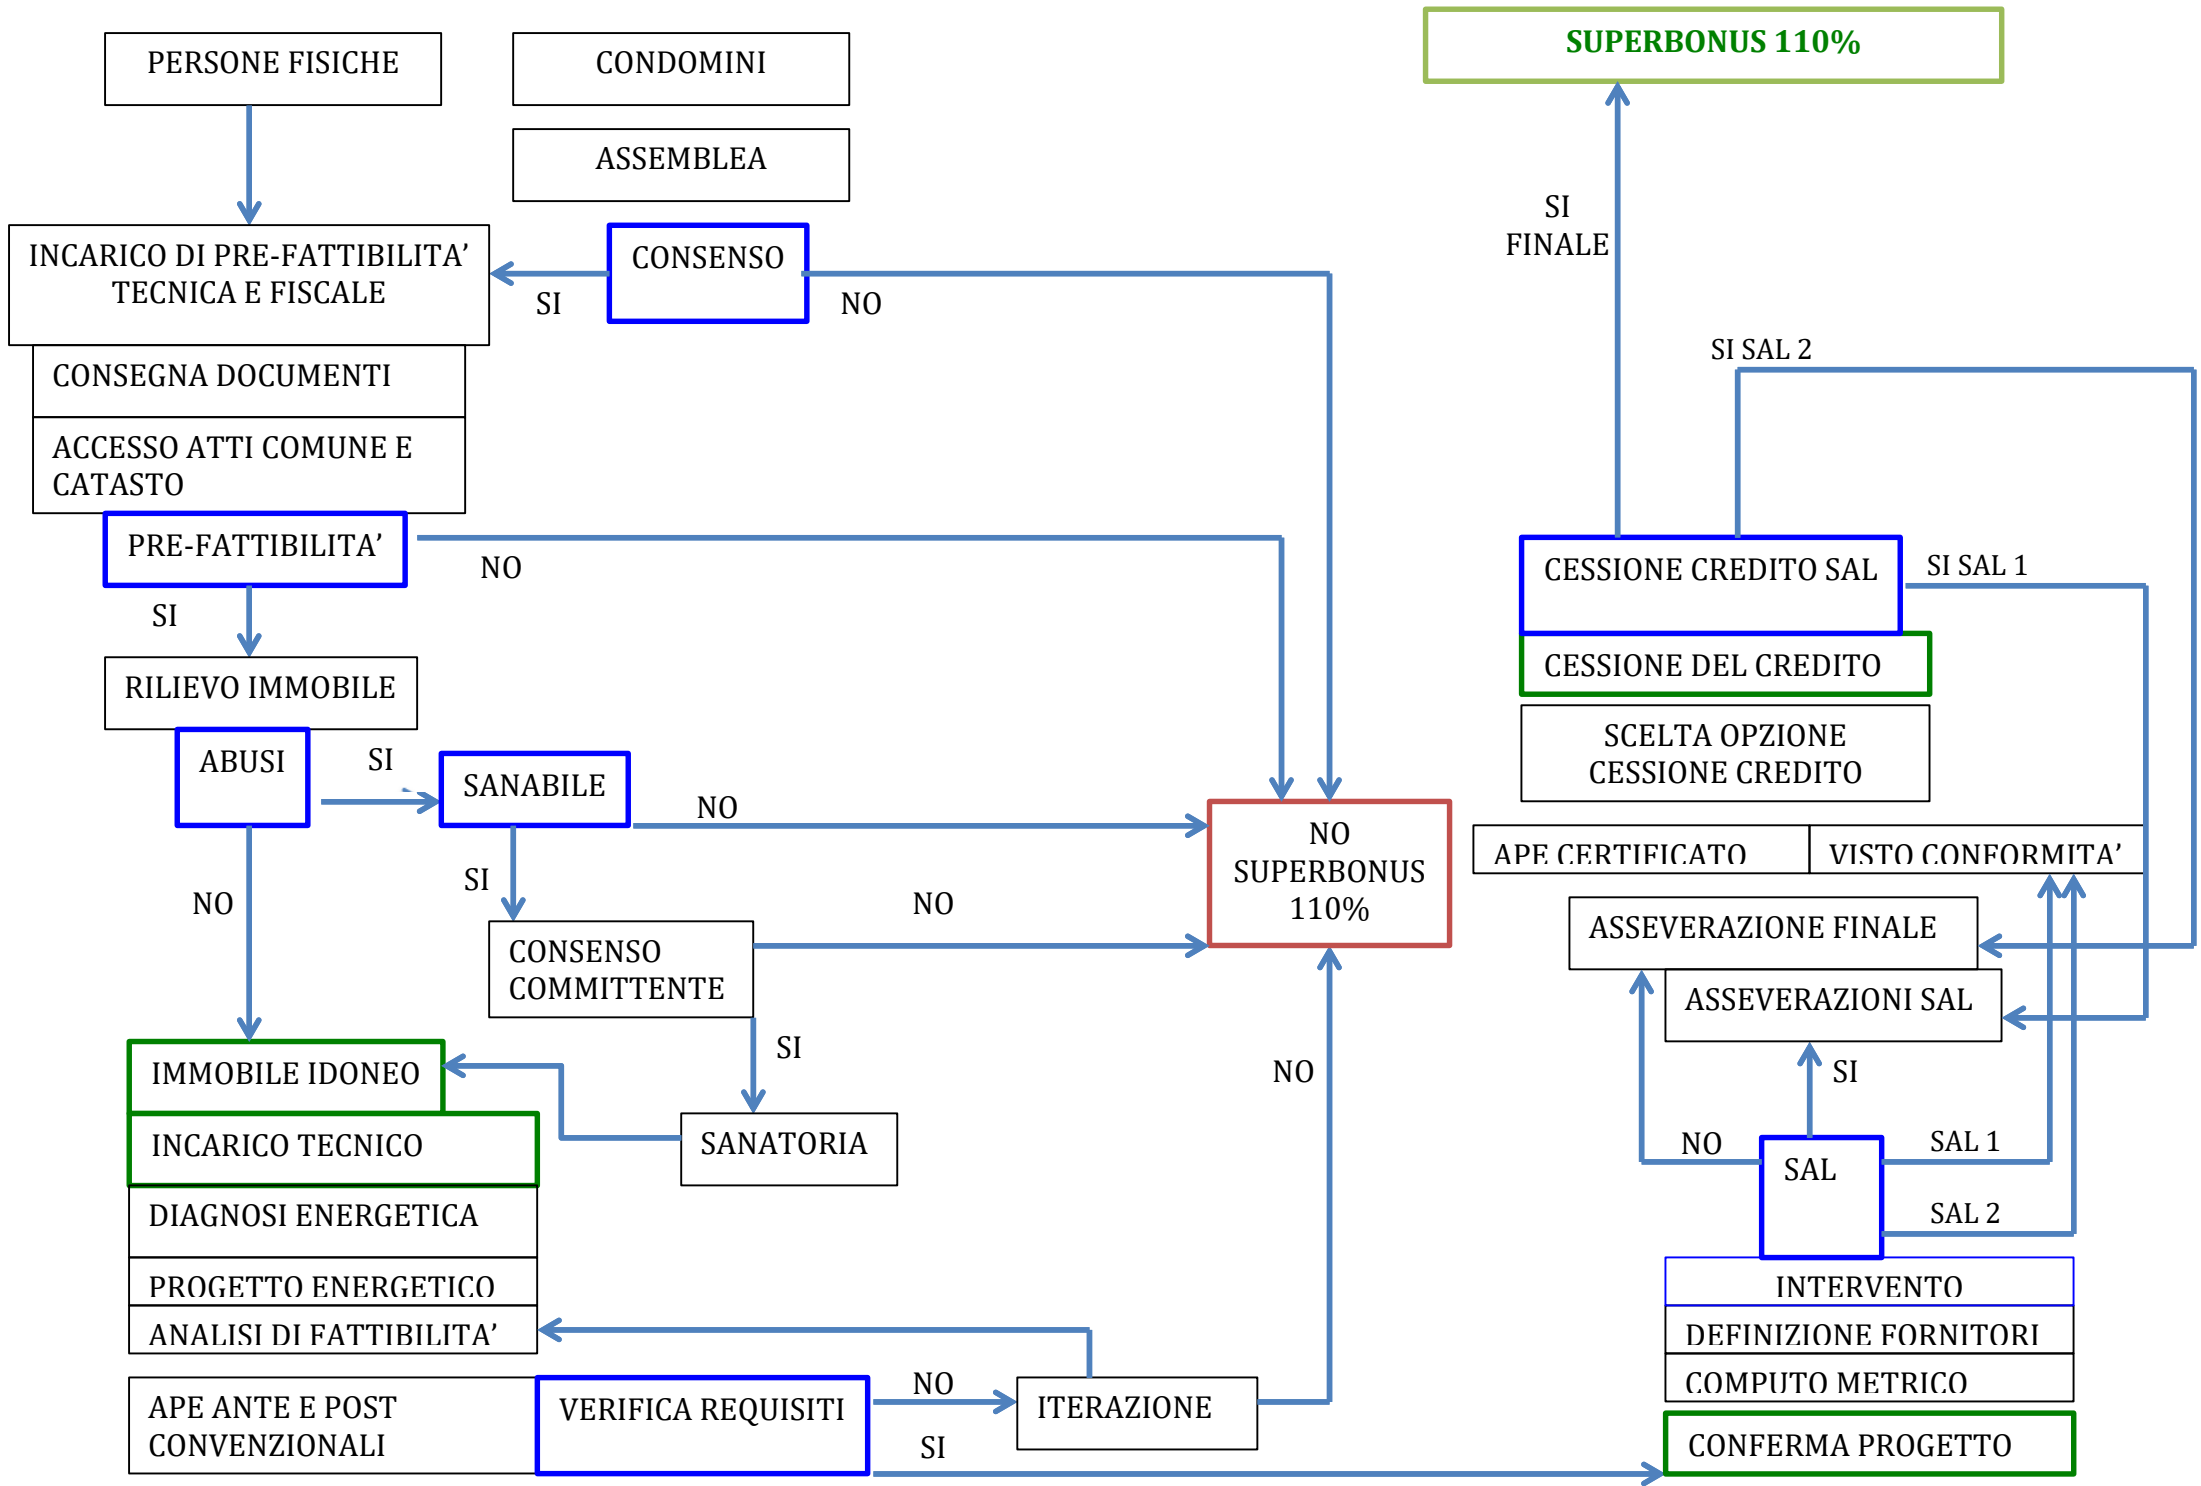 PERSONE FISICHE
CONDOMINI
ASSEMBLEA
INCARICO DI PRE-FATTIBILITA’
TECNICA E FISCALE
CONSENSO
SI
NO
CONSEGNA DOCUMENTI
ACCESSO ATTI COMUNE E
CATASTO
PRE-FATTIBILITA’
NO
SI
RILIEVO IMMOBILE
ABUSI
SI
SANABILE
NO
SI
NO
CONSENSO
COMMITTENTE
NO
SI
SANATORIA
IMMOBILE IDONEO
INCARICO TECNICO
DIAGNOSI ENERGETICA
PROGETTO ENERGETICO
ANALISI DI FATTIBILITA’
APE ANTE E POST
CONVENZIONALI
VERIFICA REQUISITI
NO
SI
ITERAZIONE
NO
NO
SUPERBONUS
110%
SUPERBONUS 110%
SI
FINALE
SI SAL 2
CESSIONE CREDITO SAL
SI SAL 1
CESSIONE DEL CREDITO
SCELTA OPZIONE
CESSIONE CREDITO
APE CERTIFICATO
VISTO CONFORMITA’
ASSEVERAZIONE FINALE
ASSEVERAZIONI SAL
SI
NO
SAL
SAL 1
SAL 2
INTERVENTO
DEFINIZIONE FORNITORI
COMPUTO METRICO
CONFERMA PROGETTO